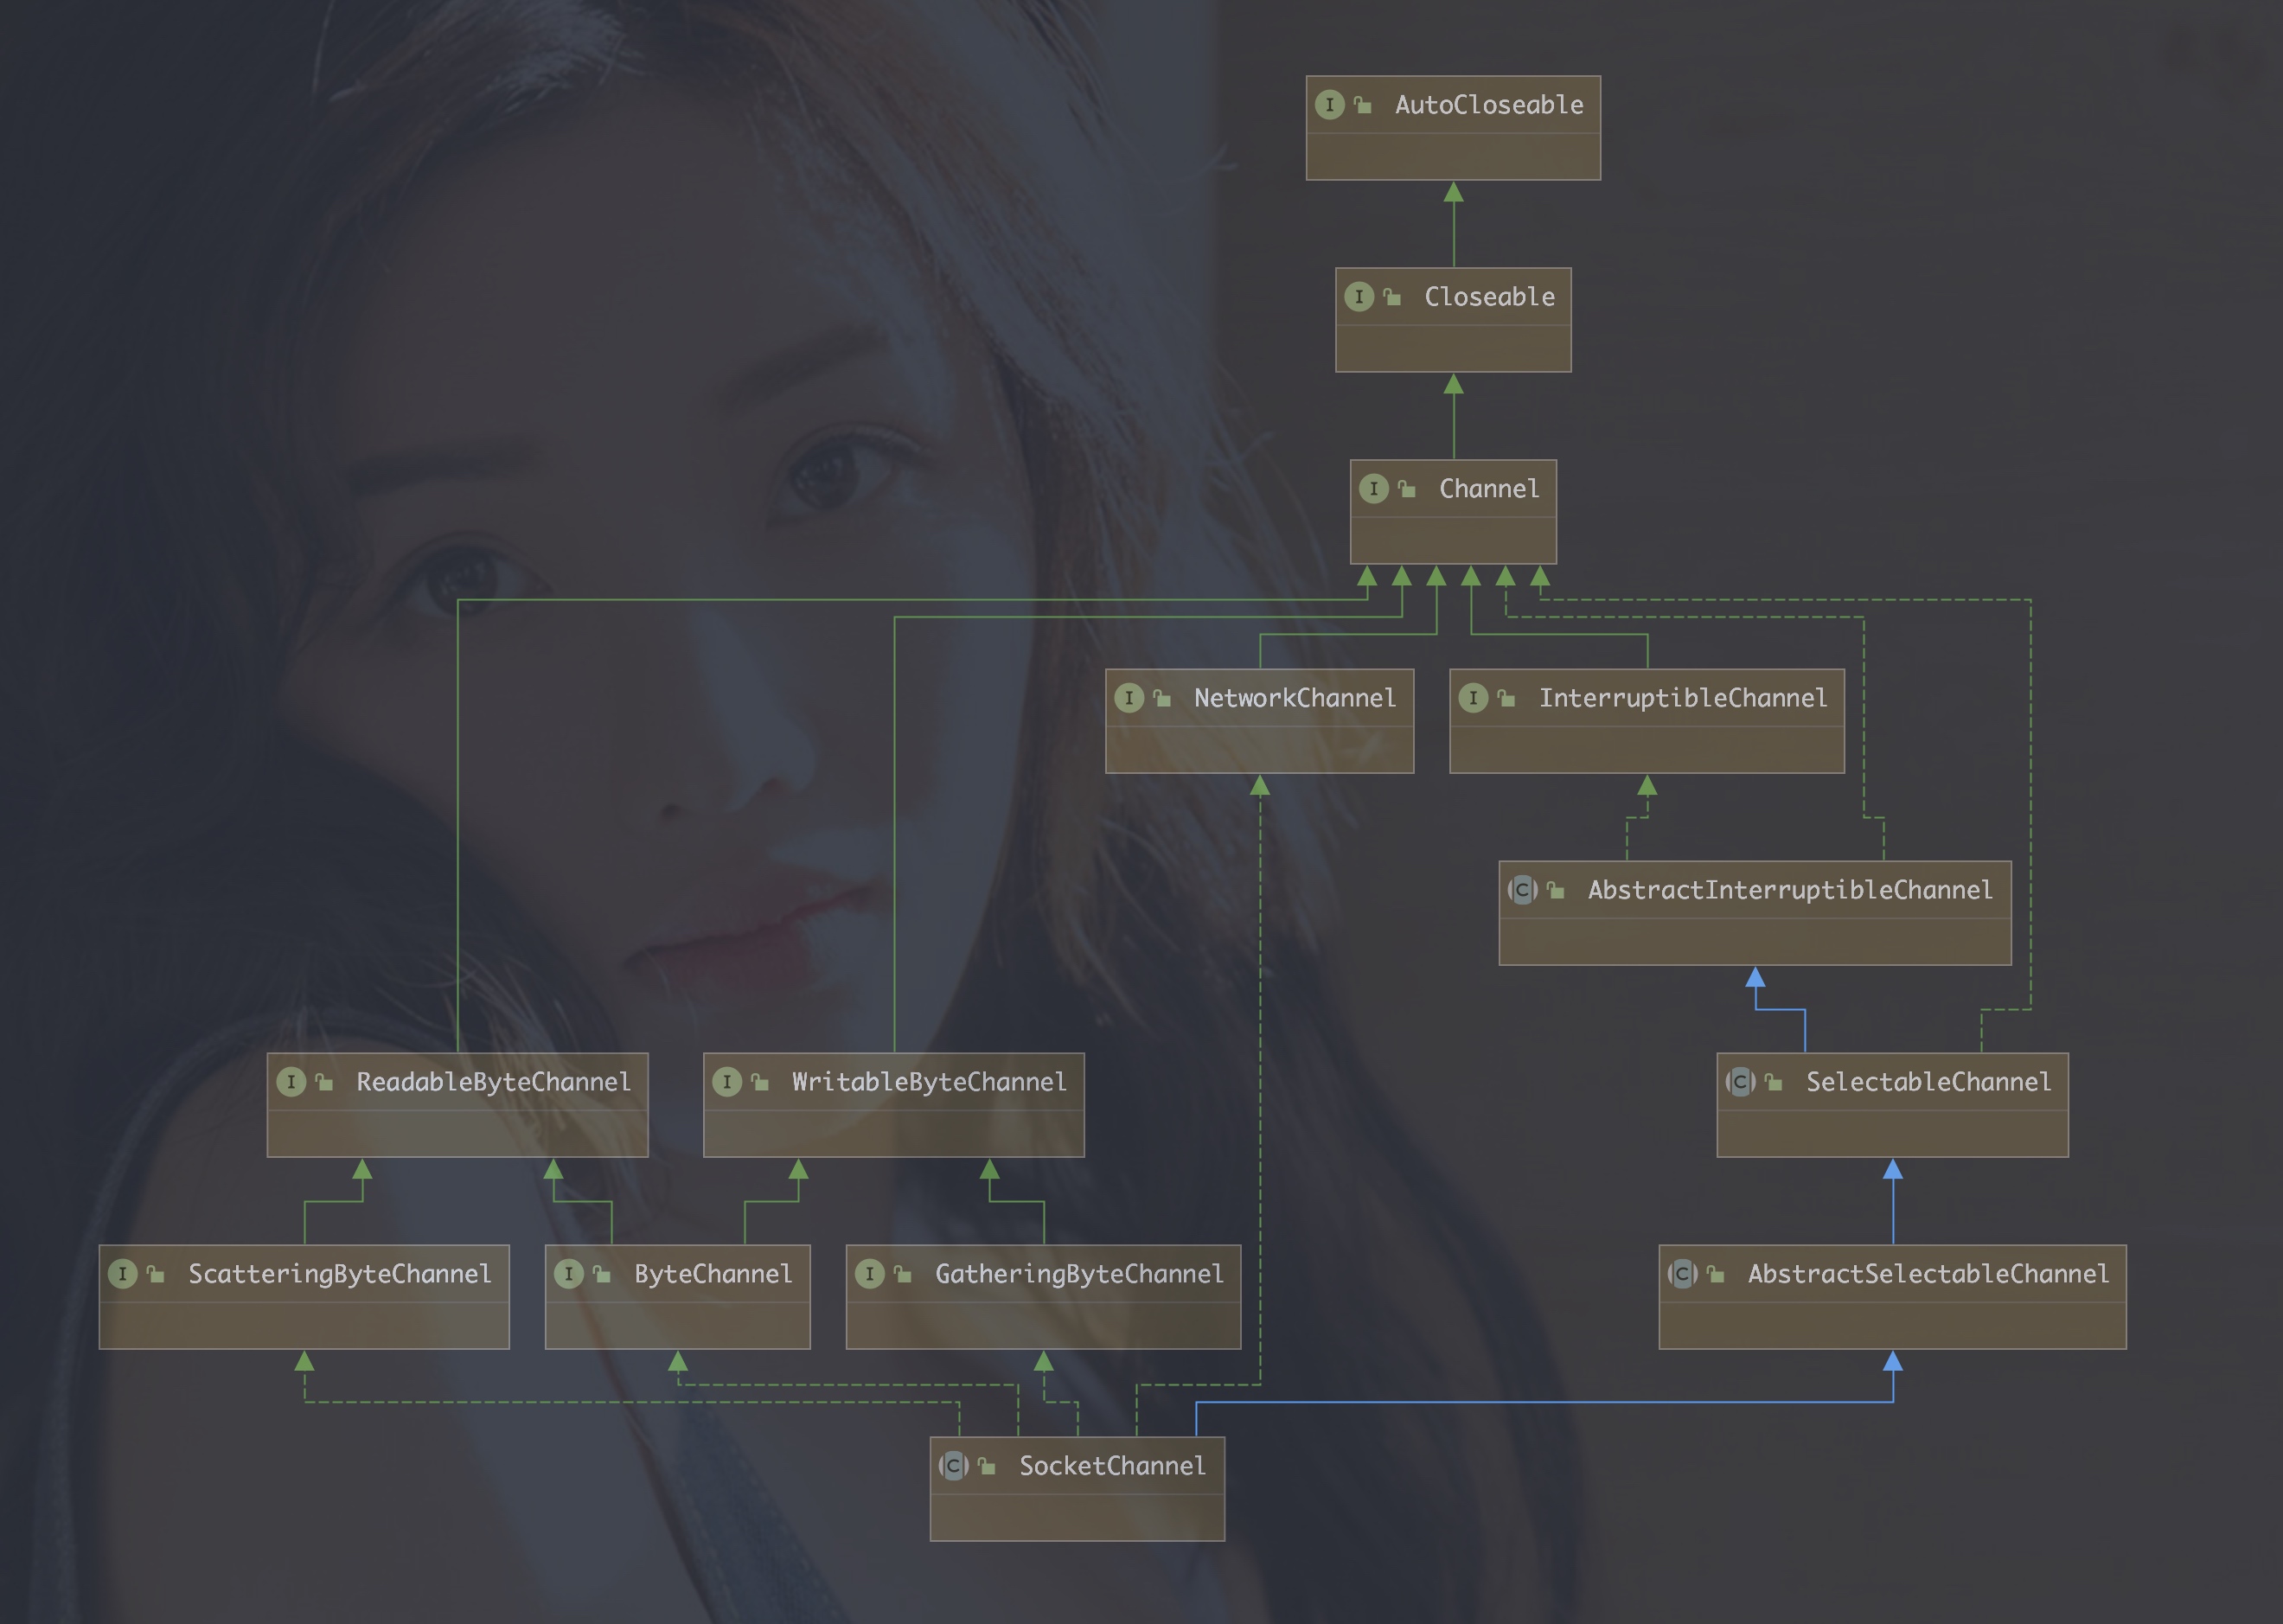 I AutoCloseable
I Closeable
I Channel
I NetworkChannel
I InterruptibleChannel
C AbstractInterruptibleChannel
I ReadableByteChannel
I WritableByteChannel
C SelectableChannel
I ScatteringByteChannel
I ByteChannel
I GatheringByteChannel
C AbstractSelectableChannel
C SocketChannel